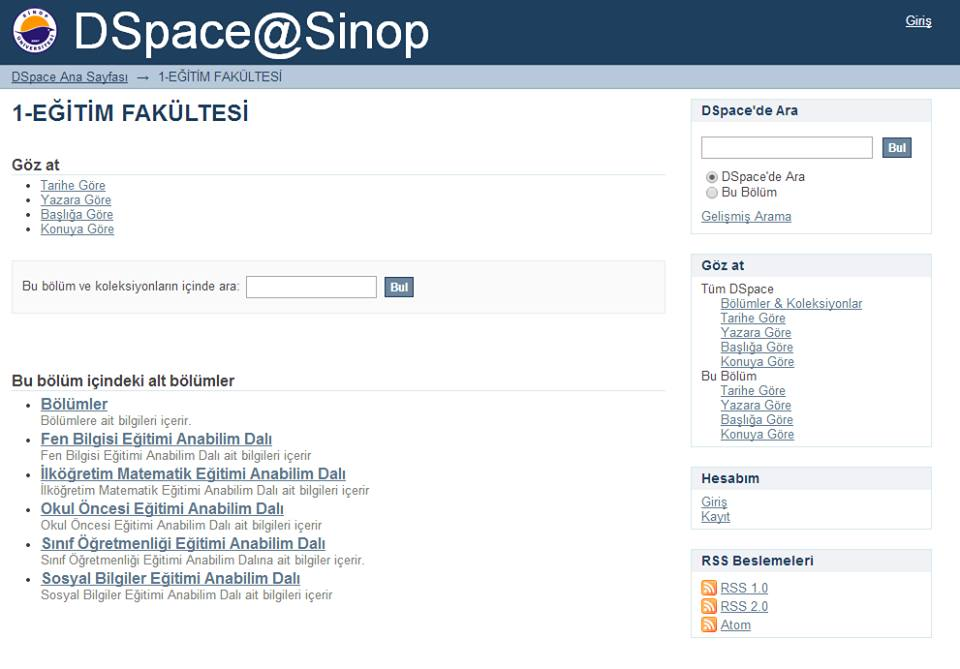 SİNOP ÜNİVERSİTESİ
DSpace@Sinop
Giriş
DSpace Ana Sayfası → 1-EĞİTİM FAKÜLTESİ
1-EĞİTİM FAKÜLTESİ
Göz at
Tarihe Göre
Yazara Göre
Başlığa Göre
Konuya Göre
Bu bölüm ve koleksiyonların içinde ara: Bul
Bu bölüm içindeki alt bölümler
Bölümler
Bölümlere ait bilgileri içerir.
Fen Bilgisi Eğitimi Anabilim Dalı
Fen Bilgisi Eğitimi Anabilim Dalı ait bilgileri içerir
İlköğretim Matematik Eğitimi Anabilim Dalı
İlköğretim Matematik Eğitimi Anabilim Dalı ait bilgileri içerir
Okul Öncesi Eğitimi Anabilim Dalı
Okul Öncesi Eğitimi Anabilim Dalı ait bilgileri içerir
Sınıf Öğretmenliği Eğitimi Anabilim Dalı
Sınıf Öğretmenliği Eğitimi Anabilim Dalına ait bilgiler içerir.
Sosyal Bilgiler Eğitimi Anabilim Dalı
Sosyal Bilgiler Eğitimi Anabilim Dalı ait bilgileri içerir
DSpace'de Ara
Bul
DSpace'de Ara
Bu Bölüm
Gelişmiş Arama
Göz at
Tüm DSpace
Bölümler & Koleksiyonlar
Tarihe Göre
Yazara Göre
Başlığa Göre
Konuya Göre
Bu Bölüm
Tarihe Göre
Yazara Göre
Başlığa Göre
Konuya Göre
Hesabım
Giriş
Kayıt
RSS Beslemeleri
RSS 1.0
RSS 2.0
Atom